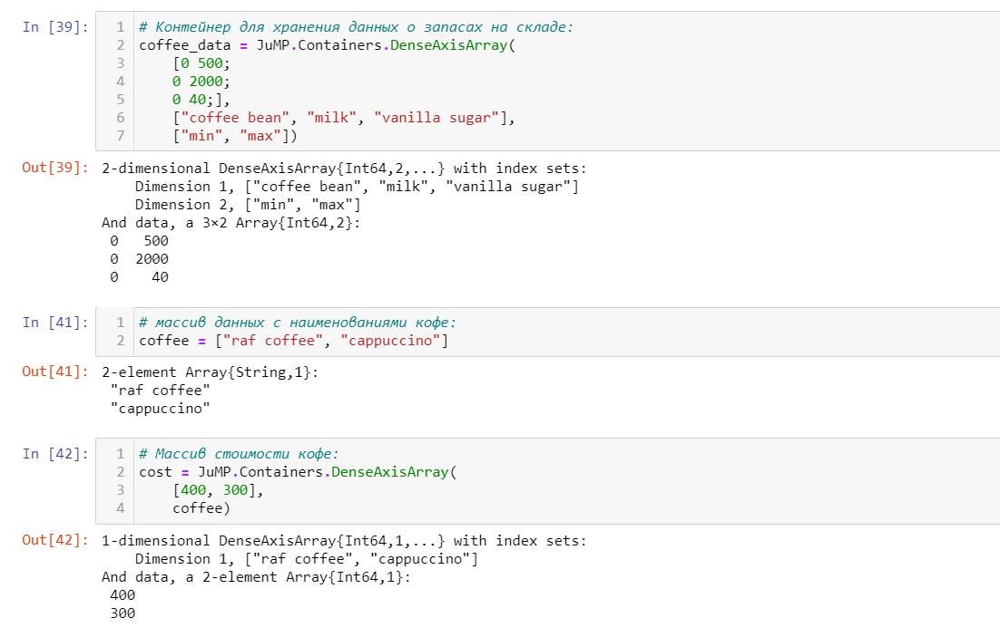 In [39]:
1 # Контейнер для хранения данных о запасах на складе:
2 coffee_data = JuMP.Containers.DenseAxisArray(
3     [0 500;
4     0 2000;
5     0 40;],
6     ["coffee bean", "milk", "vanilla sugar"],
7     ["min", "max"])
Out[39]: 2-dimensional DenseAxisArray{Int64,2,...} with index sets:
    Dimension 1, ["coffee bean", "milk", "vanilla sugar"]
    Dimension 2, ["min", "max"]
And data, a 3×2 Array{Int64,2}:
 0   500
 0  2000
 0    40
In [41]:
1 # массив данных с наименованиями кофе:
2 coffee = ["raf coffee", "cappuccino"]
Out[41]: 2-element Array{String,1}:
 "raf coffee"
 "cappuccino"
In [42]:
1 # Массив стоимости кофе:
2 cost = JuMP.Containers.DenseAxisArray(
3     [400, 300],
4     coffee)
Out[42]: 1-dimensional DenseAxisArray{Int64,1,...} with index sets:
    Dimension 1, ["raf coffee", "cappuccino"]
And data, a 2-element Array{Int64,1}:
 400
 300